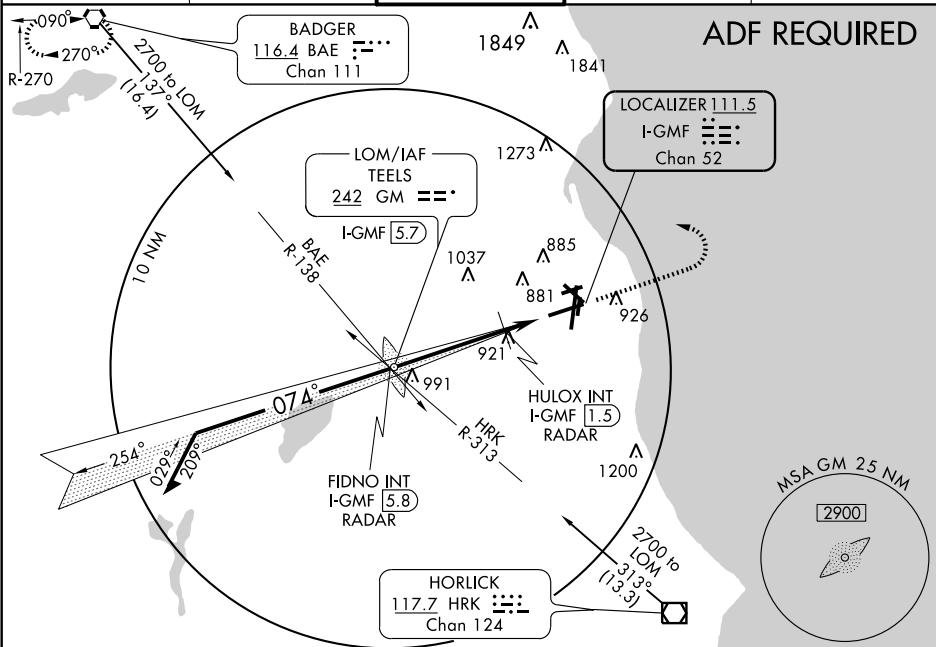 ADF REQUIRED
090°
270°
R-270
BADGER
116.4 BAE
Chan 111
2700 to LOM
137°
(16.4)
1849
1841
LOCALIZER 111.5
I-GMF
Chan 52
1273
LOM/IAF
TEELS
242 GM
I-GMF 5.7
10 NM
BAE
R-138
1037
885
881
926
921
991
074°
254°
029°
209°
HULOX INT
I-GMF 1.5
RADAR
HRK
R-313
FIDNO INT
I-GMF 5.8
RADAR
1200
MSA GM 25 NM
2900
2700 to
LOM
313°
(13.3)
HORLICK
117.7 HRK
Chan 124